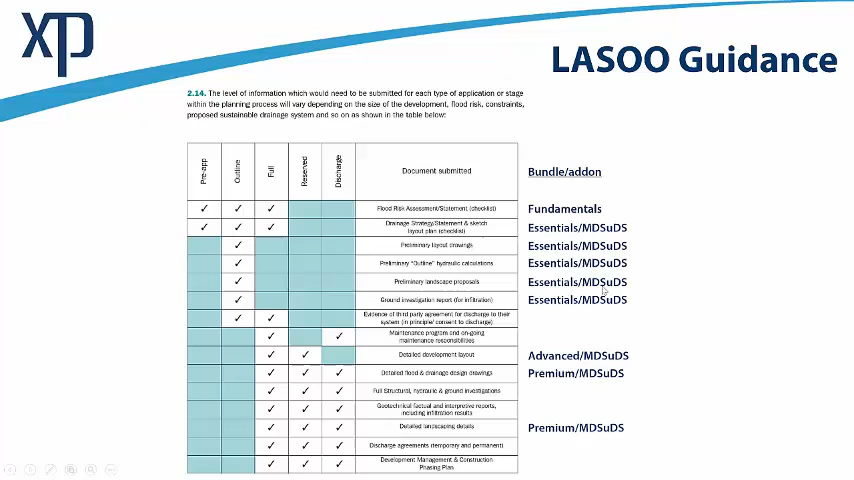 XP
LASOO Guidance
2.14. The level of information which would need to be submitted for each type of application or stage
within the planning process will vary depending on the size of the development, flood risk, constraints,
proposed sustainable drainage system and so on as shown in the table below:
Pre-app
Outline
Full
Reserved
Discharge
Document submitted
Bundle/addon
✓ ✓ ✓ Flood Risk Assessment/Statement (checklist) Fundamentals
✓ ✓ ✓ Drainage Strategy/Statement & sketch
layout plan (checklist) Essentials/MDSuDS
✓ Preliminary layout drawings Essentials/MDSuDS
✓ Preliminary "Outline" hydraulic calculations Essentials/MDSuDS
✓ Preliminary landscape proposals Essentials/MDSuDS
✓ Ground investigation report (for infiltration) Essentials/MDSuDS
✓ ✓ Evidence of third party agreement for discharge to their
system (in principle/ consent to discharge)
✓ ✓ Maintenance program and on-going
maintenance responsibilities
✓ ✓ Detailed development layout Advanced/MDSuDS
✓ ✓ ✓ Detailed flood & drainage design drawings Premium/MDSuDS
✓ ✓ ✓ Full Structural, hydraulic & ground investigations
✓ ✓ ✓ Geotechnical factual and interpretive reports,
including infiltration results
✓ ✓ ✓ Detailed landscaping details Premium/MDSuDS
✓ ✓ ✓ Discharge agreements (temporary and permanent)
✓ ✓ ✓ Development Management & Construction
Phasing Plan